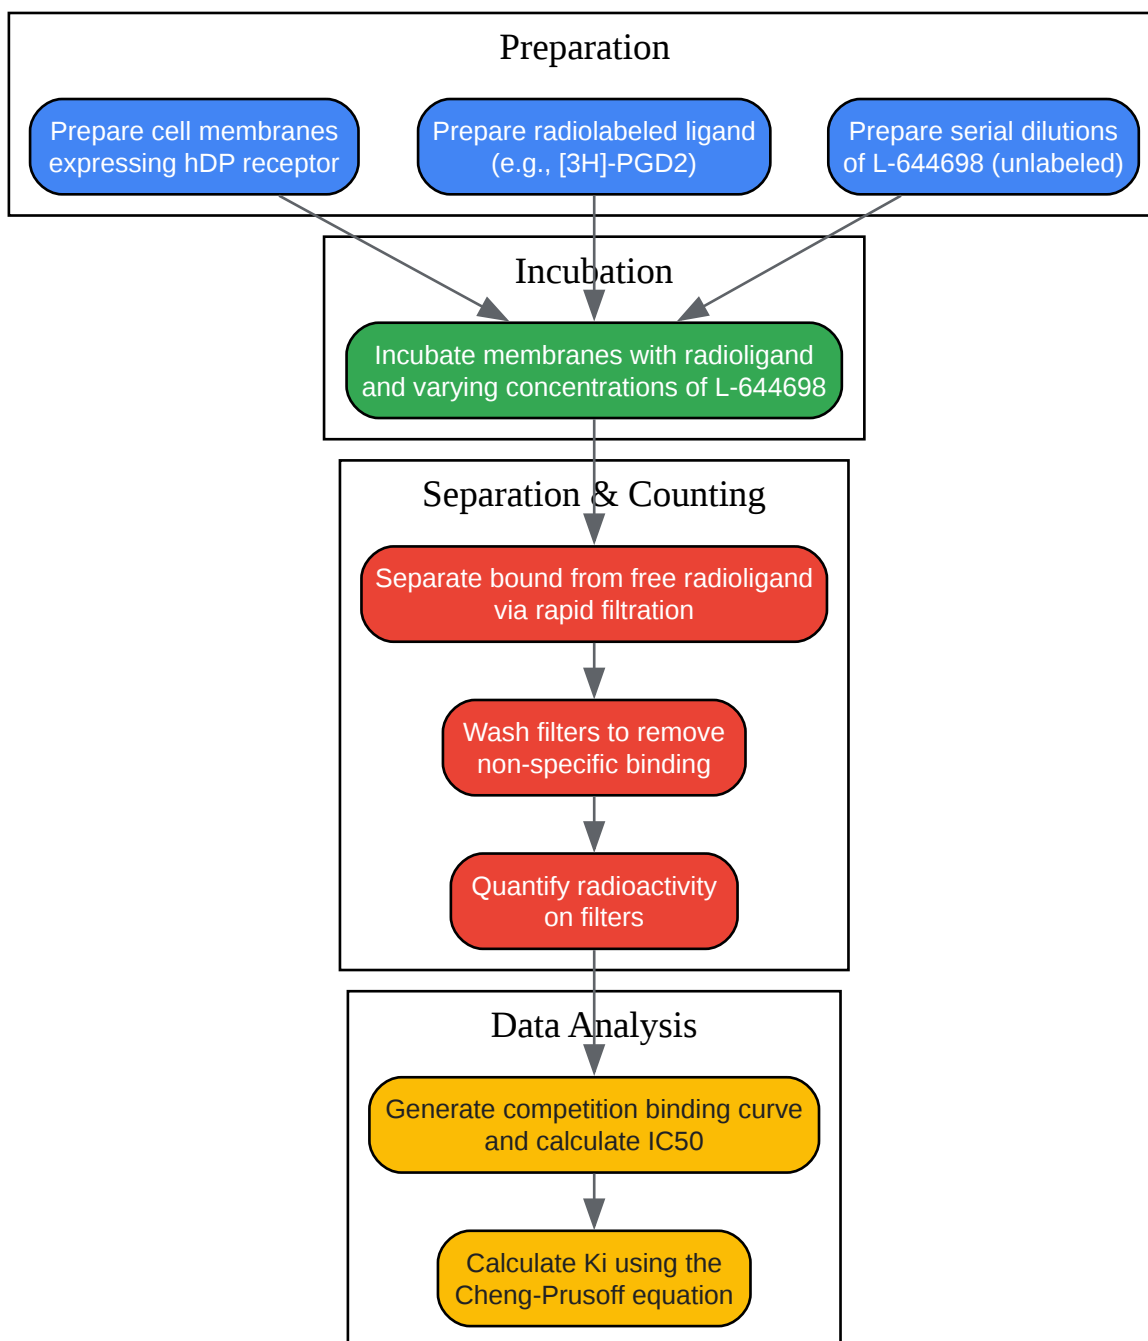 Preparation
Prepare cell membranes
expressing hDP receptor
Prepare radiolabeled ligand
(e.g., [3H]-PGD2)
Prepare serial dilutions
of L-644698 (unlabeled)
Incubation
Incubate membranes with radioligand
and varying concentrations of L-644698
Separation & Counting
Separate bound from free radioligand
via rapid filtration
Wash filters to remove
non-specific binding
Quantify radioactivity
on filters
Data Analysis
Generate competition binding curve
and calculate IC50
Calculate Ki using the
Cheng-Prusoff equation